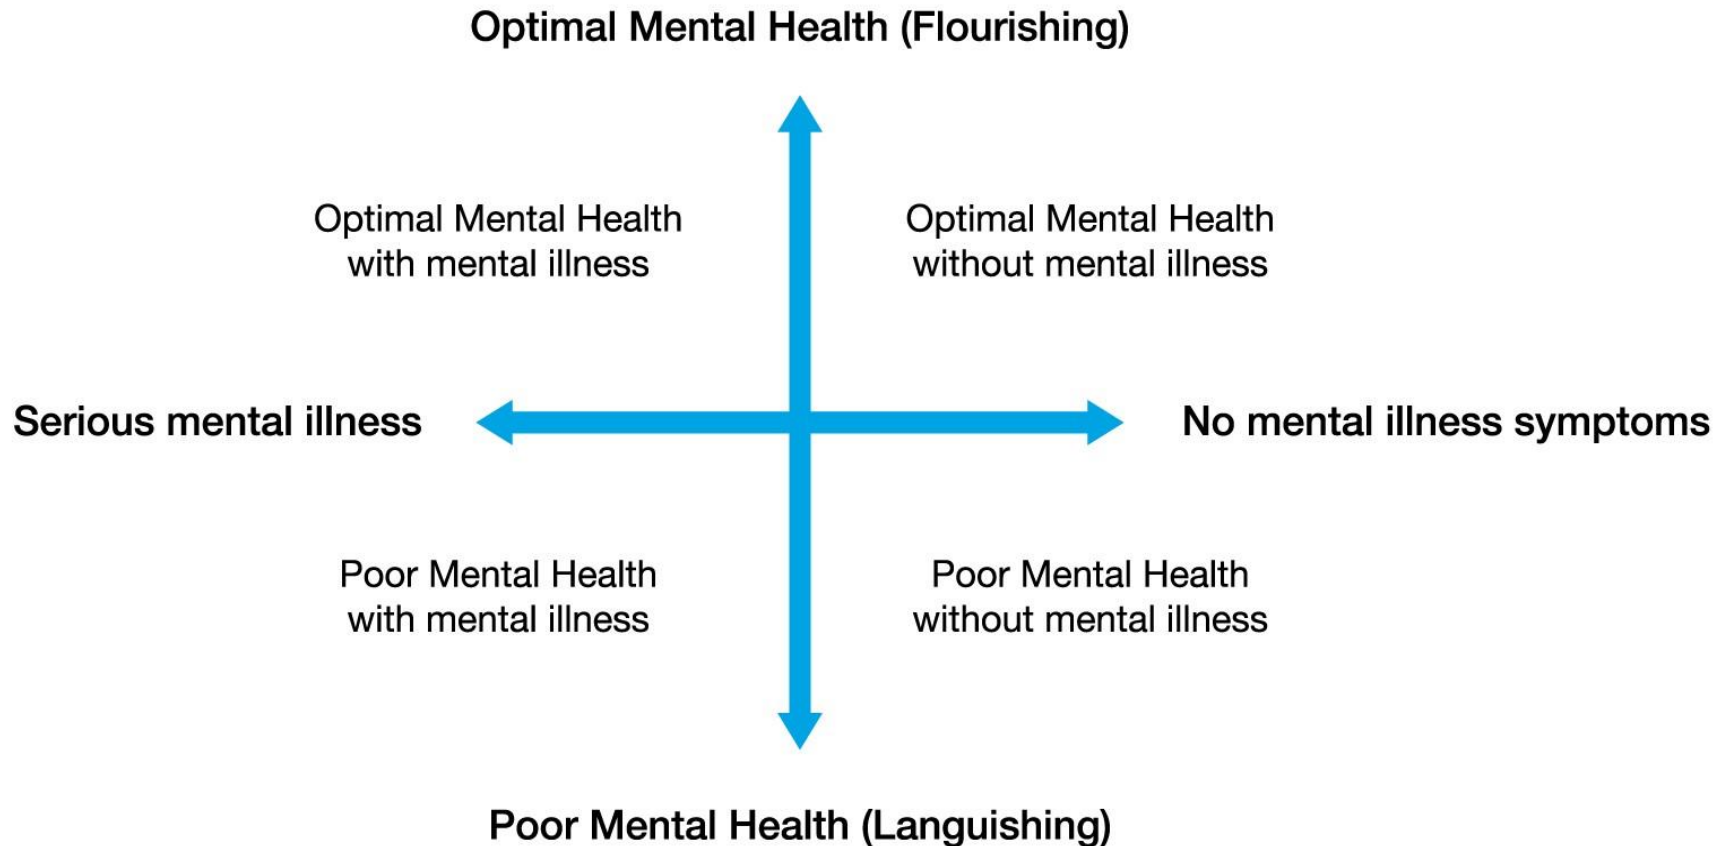 Optimal Mental Health (Flourishing)
Optimal Mental Health
with mental illness
Optimal Mental Health
without mental illness
Serious mental illness
No mental illness symptoms
Poor Mental Health
with mental illness
Poor Mental Health
without mental illness
Poor Mental Health (Languishing)